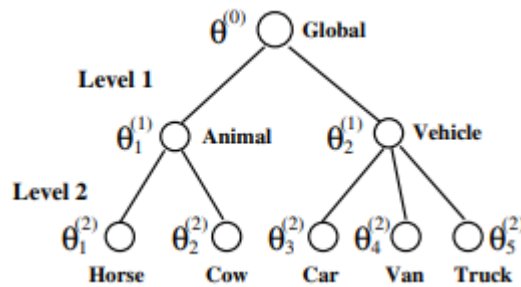 θ(0) Global
Level 1
θ1(1) Animal θ2(1) Vehicle
Level 2
θ1(2) θ2(2) θ3(2) θ4(2) θ5(2)
Horse Cow Car Van Truck